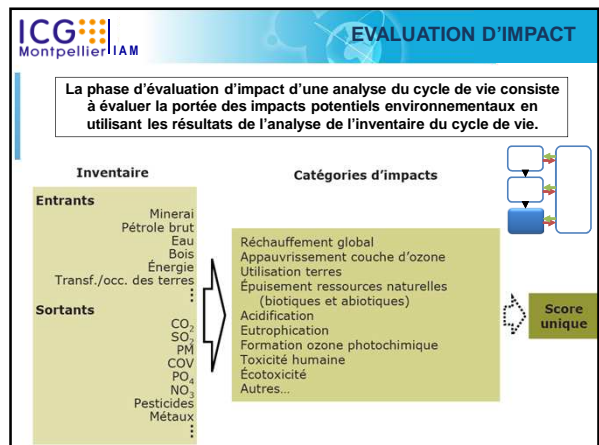 ICG
Montpellier IAM
EVALUATION D'IMPACT
La phase d'évaluation d'impact d'une analyse du cycle de vie consiste
à évaluer la portée des impacts potentiels environnementaux en
utilisant les résultats de l'analyse de l'inventaire du cycle de vie.
Inventaire
Entrants
Minerai
Pétrole brut
Eau
Bois
Énergie
Transf./occ. des terres
Sortants
CO2
SO2
PM
COV
PO4
NO3
Pesticides
Métaux
Catégories d'impacts
Réchauffement global
Appauvrissement couche d'ozone
Utilisation terres
Épuisement ressources naturelles
(biotiques et abiotiques)
Acidification
Eutrophication
Formation ozone photochimique
Toxicité humaine
Écotoxicité
Autres...
Score
unique